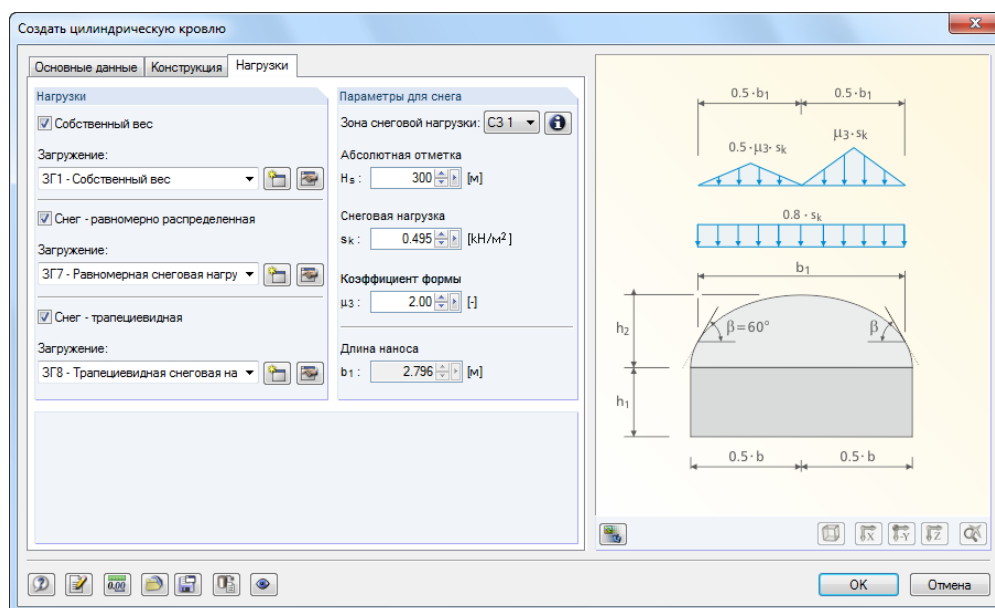 Создать цилиндрическую кровлю
Основные данные
Конструкция
Нагрузки
Нагрузки
Собственный вес
Загружение:
ЗГ1 - Собственный вес
Снег - равномерно распределенная
Загружение:
ЗГ7 - Равномерная снеговая нагру
Снег - трапециевидная
Загружение:
ЗГ8 - Трапециевидная снеговая на
Параметры для снега
Зона снеговой нагрузки: СЗ 1
Абсолютная отметка
Hs : 300 [м]
Снеговая нагрузка
sk : 0.495 [kH/м²]
Коэффициент формы
μ3 : 2.00 [-]
Длина наноса
b1 : 2.796 [м]
0.5·b1 0.5·b1
μ3·sk
0.5·μ3·sk
0.8·sk
b1
h2 β=60° β
h1
0.5·b 0.5·b
X -Y Z
0.00
OK Отмена